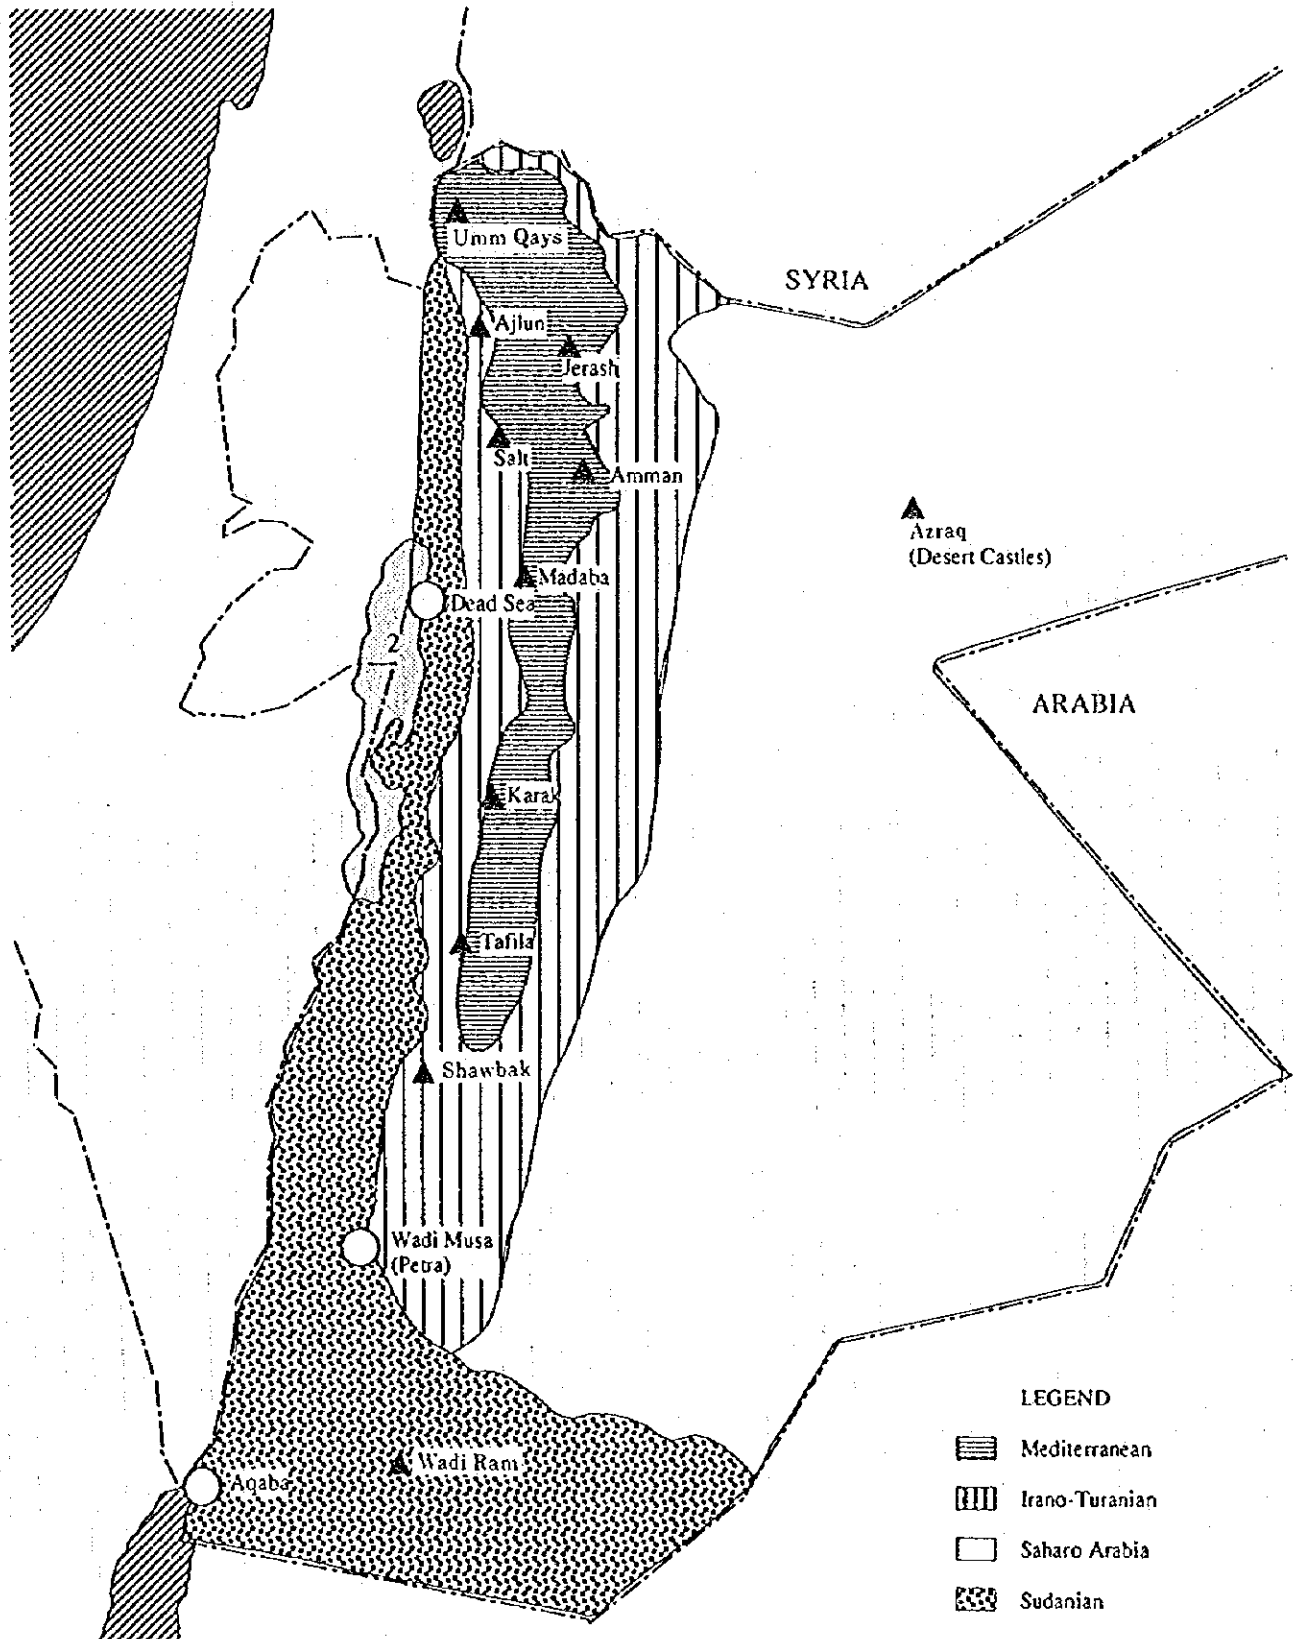 SYRIA
Umm Qays
Ajlun
Jerash
Salt
Amman
Azraq
(Desert Castles)
Madaba
Dead Sea
2
ARABIA
Karak
Tafila
Shawbak
Wadi Musa
(Petra)
Wadi Ram
Aqaba
LEGEND
Mediterranean
Irano-Turanian
Saharo Arabia
Sudanian